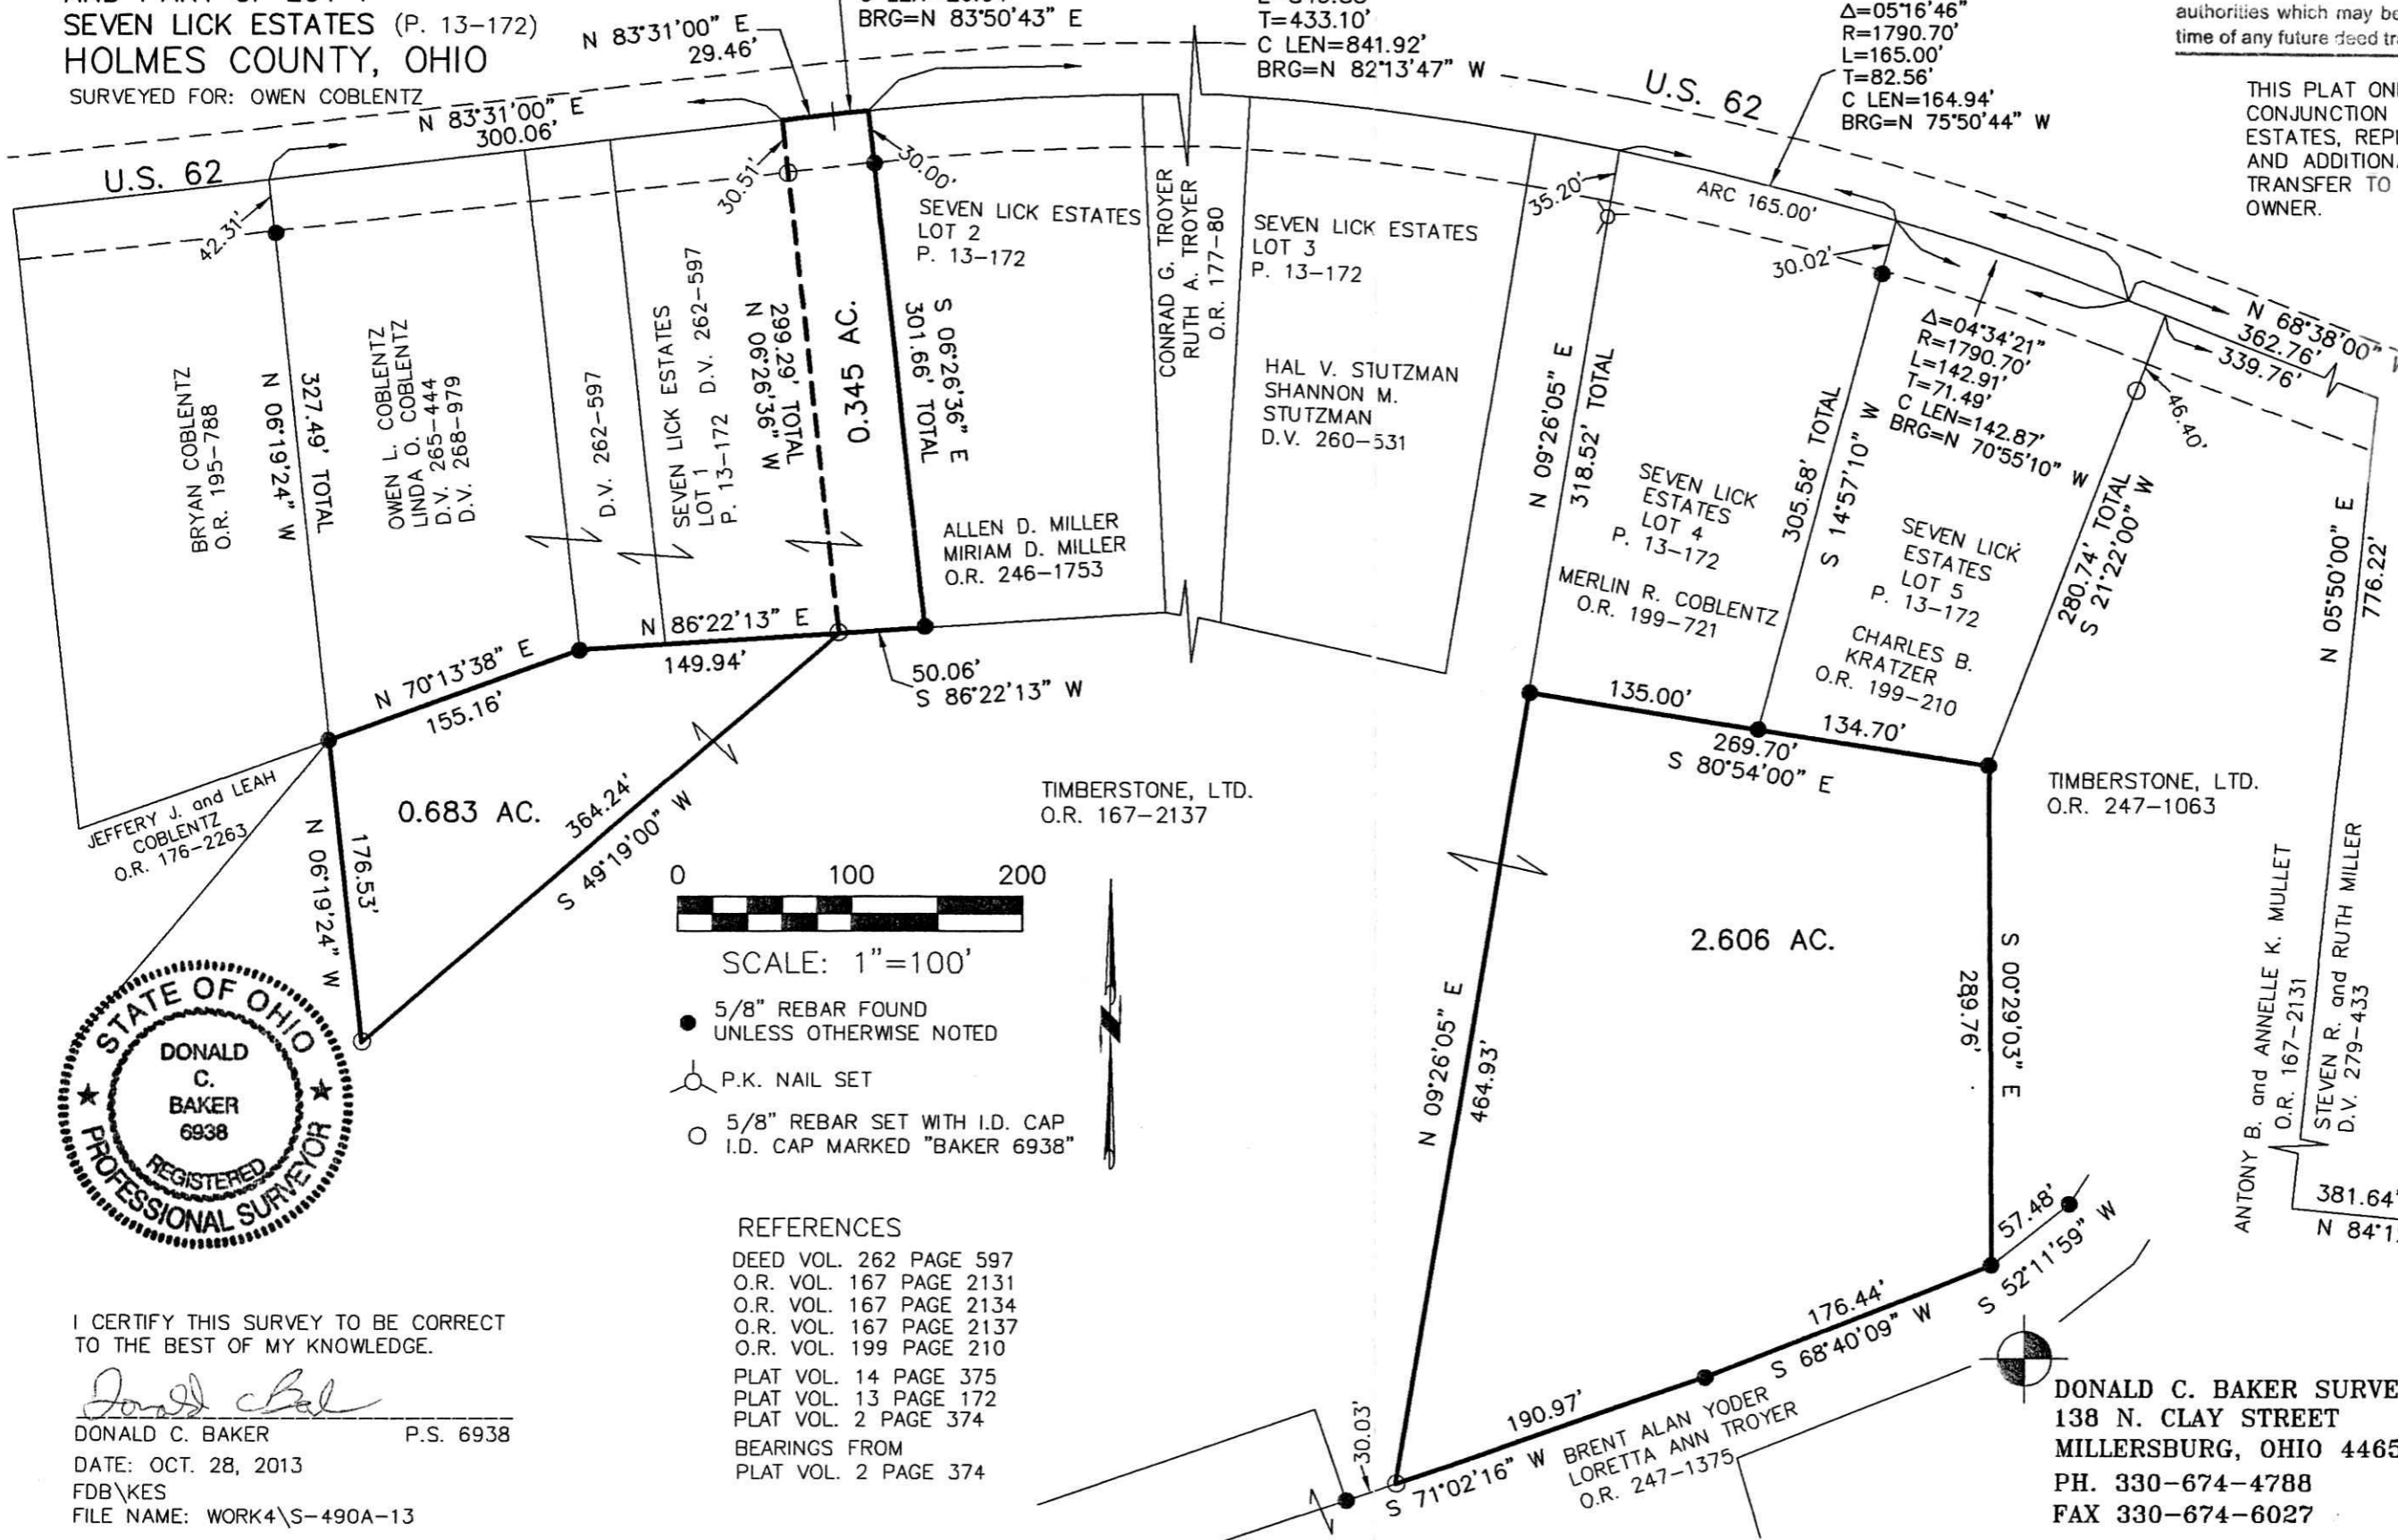 SEVEN LICK ESTATES (P. 13-172)
HOLMES COUNTY, OHIO
SURVEYED FOR: OWEN COBLENTZ
N 83°31'00" E
29.46'
BRG=N 83°50'43" E
T=433.10'
C LEN=841.92'
BRG=N 82°13'47" W
Δ=05°16'46"
R=1790.70'
L=165.00'
T=82.56'
C LEN=164.94'
BRG=N 75°50'44" W
authorities which may be
time of any future deed
THIS PLAT
CONJUNCTION
ESTATES,
AND
TRANSFER TO
OWNER.
N 83°31'00" E
300.06'
U.S. 62
U.S. 62
42.31'
30.51'
30.00'
35.20'
ARC 165.00'
30.02'
N 68°38'00" W
362.76'
339.76'
46.40'
Δ=04°34'21"
R=1790.70'
L=142.91'
T=71.49'
C LEN=142.87'
BRG=N 70°55'10" W
BRYAN COBLENTZ
O.R. 195-788
N 06°19'24" W
327.49' TOTAL
OWEN L. COBLENTZ
LINDA O. COBLENTZ
D.V. 265-444
D.V. 268-979
D.V. 262-597
SEVEN LICK ESTATES
LOT 1
P. 13-172 D.V. 262-597
299.29' TOTAL
N 06°26'36" W
0.345 AC.
S 06°26'36" E
301.66' TOTAL
SEVEN LICK ESTATES
LOT 2
P. 13-172
ALLEN D. MILLER
MIRIAM D. MILLER
O.R. 246-1753
CONRAD G. TROYER
RUTH A. TROYER
O.R. 177-80
SEVEN LICK ESTATES
LOT 3
P. 13-172
HAL V. STUTZMAN
SHANNON M.
STUTZMAN
D.V. 260-531
N 09°26'05" E
318.52' TOTAL
SEVEN LICK
ESTATES
LOT 4
P. 13-172
MERLIN R. COBLENTZ
O.R. 199-721
305.58' TOTAL
S 14°57'10" W
SEVEN LICK
ESTATES
LOT 5
P. 13-172
CHARLES B.
KRATZER
O.R. 199-210
280.74' TOTAL
S 21°22'00" W
N 05°50'00" E
776.22'
N 70°13'38" E
155.16'
N 86°22'13" E
149.94'
50.06'
S 86°22'13" W
135.00'
134.70'
269.70'
S 80°54'00" E
JEFFERY J. and LEAH
COBLENTZ
O.R. 176-2263
0.683 AC.
364.24'
S 49°19'00" W
N 06°19'24" W
176.53'
TIMBERSTONE, LTD.
O.R. 167-2137
TIMBERSTONE, LTD.
O.R. 247-1063
0 100 200
SCALE: 1"=100'
5/8" REBAR FOUND
UNLESS OTHERWISE NOTED
P.K. NAIL SET
5/8" REBAR SET WITH I.D. CAP
I.D. CAP MARKED "BAKER 6938"
N 09°26'05" E
464.93'
2.606 AC.
S 00°29'03" E
289.76'
ANTONY B. and ANNELLE K. MULLET
O.R. 167-2131
STEVEN R. and RUTH MILLER
D.V. 279-433
381.64'
57.48'
S 52°11'59" W
176.44'
S 68°40'09" W
190.97'
S 71°02'16" W
30.03'
BRENT ALAN YODER
LORETTA ANN TROYER
O.R. 247-1375
STATE OF OHIO
DONALD
C.
BAKER
6938
REGISTERED
PROFESSIONAL SURVEYOR
I CERTIFY THIS SURVEY TO BE CORRECT
TO THE BEST OF MY KNOWLEDGE.
DONALD C. BAKER P.S. 6938
DATE: OCT. 28, 2013
FDB\KES
FILE NAME: WORK4\S-490A-13
REFERENCES
DEED VOL. 262 PAGE 597
O.R. VOL. 167 PAGE 2131
O.R. VOL. 167 PAGE 2134
O.R. VOL. 167 PAGE 2137
O.R. VOL. 199 PAGE 210
PLAT VOL. 14 PAGE 375
PLAT VOL. 13 PAGE 172
PLAT VOL. 2 PAGE 374
BEARINGS FROM
PLAT VOL. 2 PAGE 374
DONALD C. BAKER
138 N. CLAY STREET
MILLERSBURG, OHIO
PH. 330-674-4788
FAX 330-674-6027